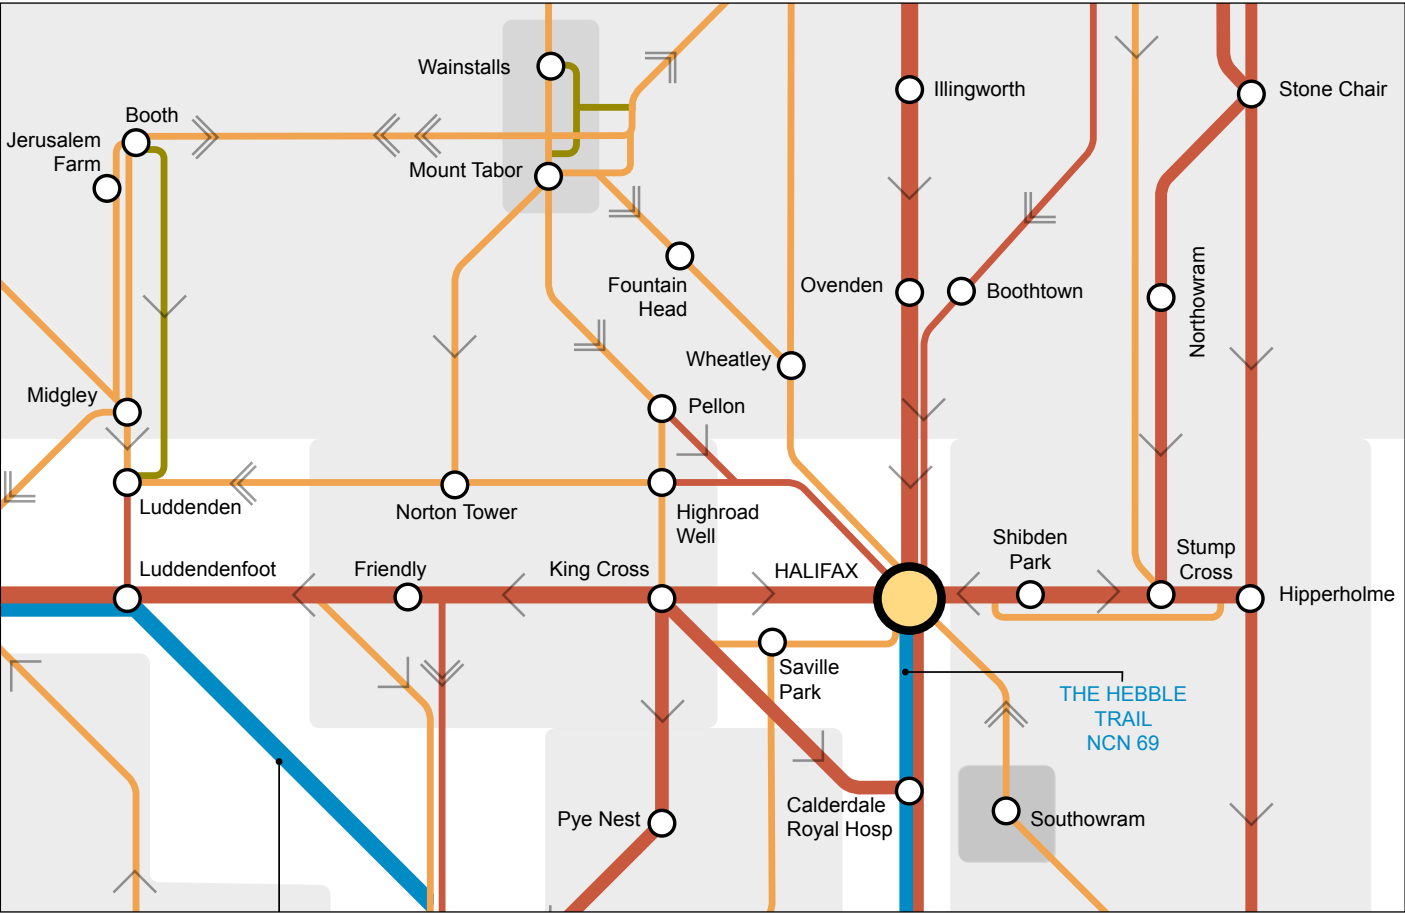 Wainstalls
Illingworth
Stone Chair
Booth
Jerusalem
Farm
Mount Tabor
Fountain
Head
Ovenden
Boothtown
Northowram
Wheatley
Midgley
Pellon
Luddenden
Norton Tower
Highroad
Well
Shibden
Park
Stump
Cross
Luddendenfoot
Friendly
King Cross
HALIFAX
Hipperholme
Saville
Park
THE HEBBLE
TRAIL
NCN 69
Pye Nest
Calderdale
Royal Hosp
Southowram